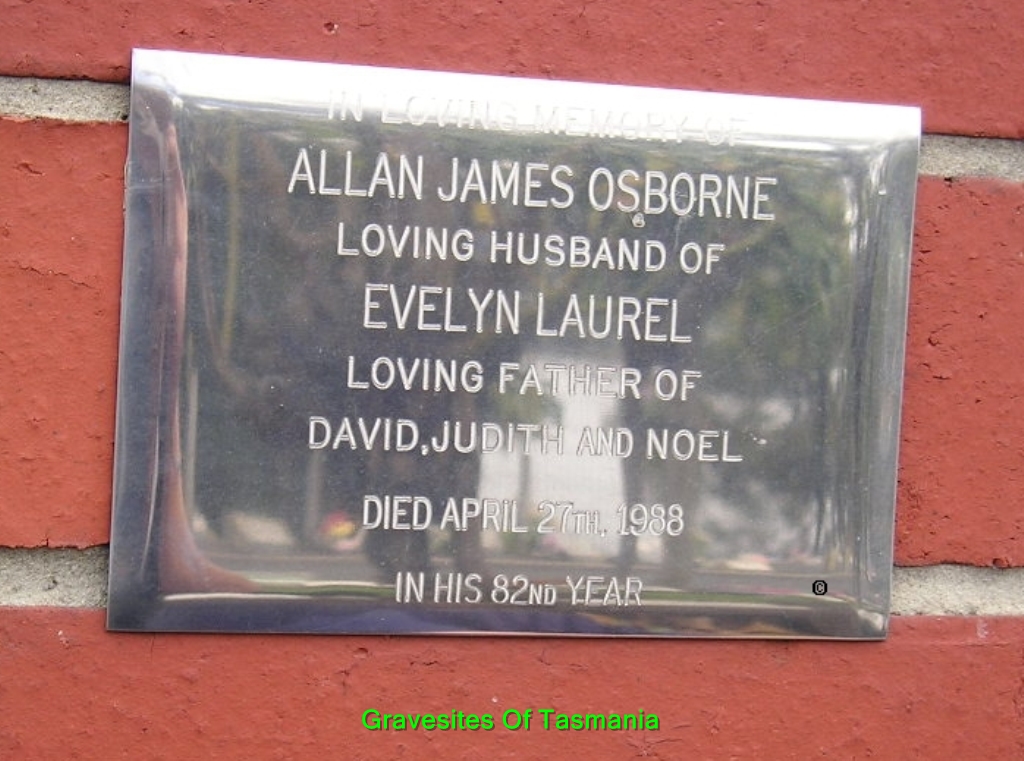 IN LOVING MEMORY OF
ALLAN JAMES OSBORNE
LOVING HUSBAND OF
EVELYN LAUREL
LOVING FATHER OF
DAVID, JUDITH AND NOEL
DIED APRIL 27TH, 1988
IN HIS 82ND YEAR
©
Gravesites Of Tasmania